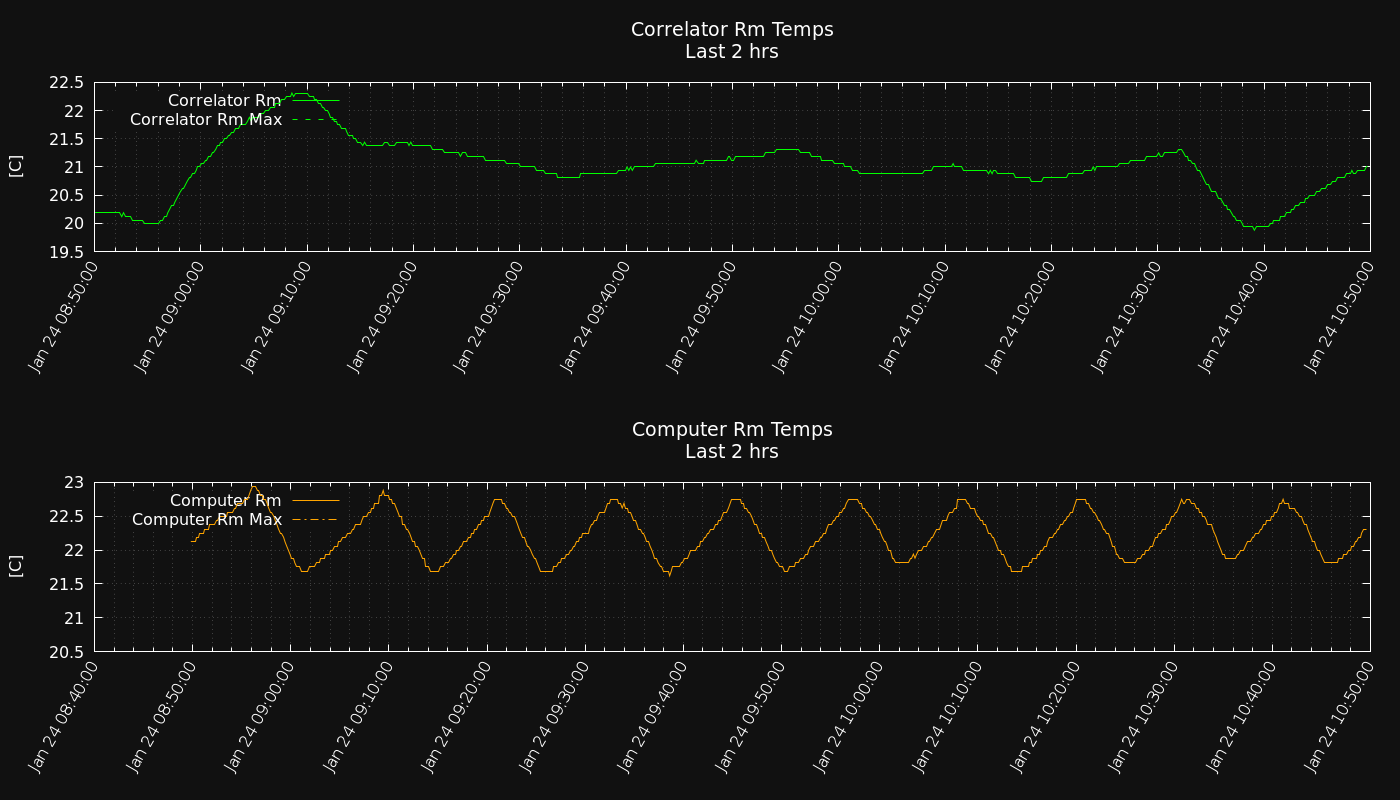 Correlator Rm Temps
Last 2 hrs
22.5
22
21.5
21
20.5
20
19.5
[C]
Correlator Rm
Correlator Rm Max
Jan 24 08:50:00
Jan 24 09:00:00
Jan 24 09:10:00
Jan 24 09:20:00
Jan 24 09:30:00
Jan 24 09:40:00
Jan 24 09:50:00
Jan 24 10:00:00
Jan 24 10:10:00
Jan 24 10:20:00
Jan 24 10:30:00
Jan 24 10:40:00
Jan 24 10:50:00
Computer Rm Temps
Last 2 hrs
23
22.5
22
21.5
21
20.5
[C]
Computer Rm
Computer Rm Max
Jan 24 08:40:00
Jan 24 08:50:00
Jan 24 09:00:00
Jan 24 09:10:00
Jan 24 09:20:00
Jan 24 09:30:00
Jan 24 09:40:00
Jan 24 09:50:00
Jan 24 10:00:00
Jan 24 10:10:00
Jan 24 10:20:00
Jan 24 10:30:00
Jan 24 10:40:00
Jan 24 10:50:00